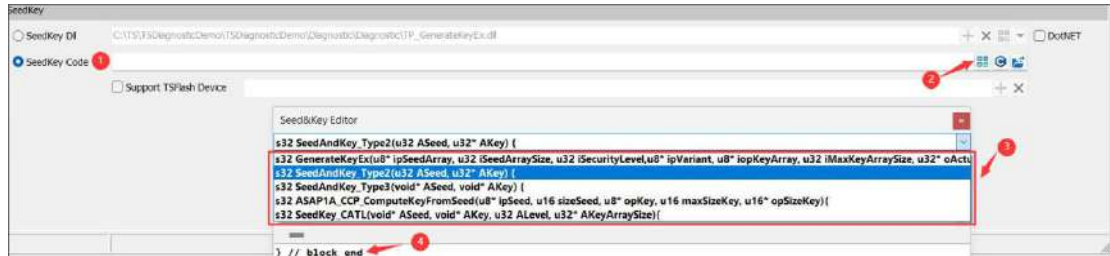 SeedKey
SeedKey Dll C:\TS\TSDiagnosticDemo\TSDiagnosticDemo\Diagnostic\Diagnostic\TP_GenerateKeyEx.dll DotNET
SeedKey Code 1
2
Support TSFlash Device
Seed&Key Editor
s32 SeedAndKey_Type2(u32 ASeed, u32* AKey) {
3
s32 GenerateKeyEx(u8* ipSeedArray, u32 iSeedArraySize, u32 iSecurityLevel,u8* ipVariant, u8* iopKeyArray, u32 iMaxKeyArraySize, u32* oActu
s32 SeedAndKey_Type2(u32 ASeed, u32* AKey) {
s32 SeedAndKey_Type3(void* ASeed, void* AKey) {
s32 ASAP1A_CCP_ComputeKeyFromSeed(u8* ipSeed, u16 sizeSeed, u8* opKey, u16 maxSizeKey, u16* opSizeKey){
s32 SeedKey_CATL(void* ASeed, void* AKey, u32 ALevel, u32* AKeyArraySize){
4
} // block end